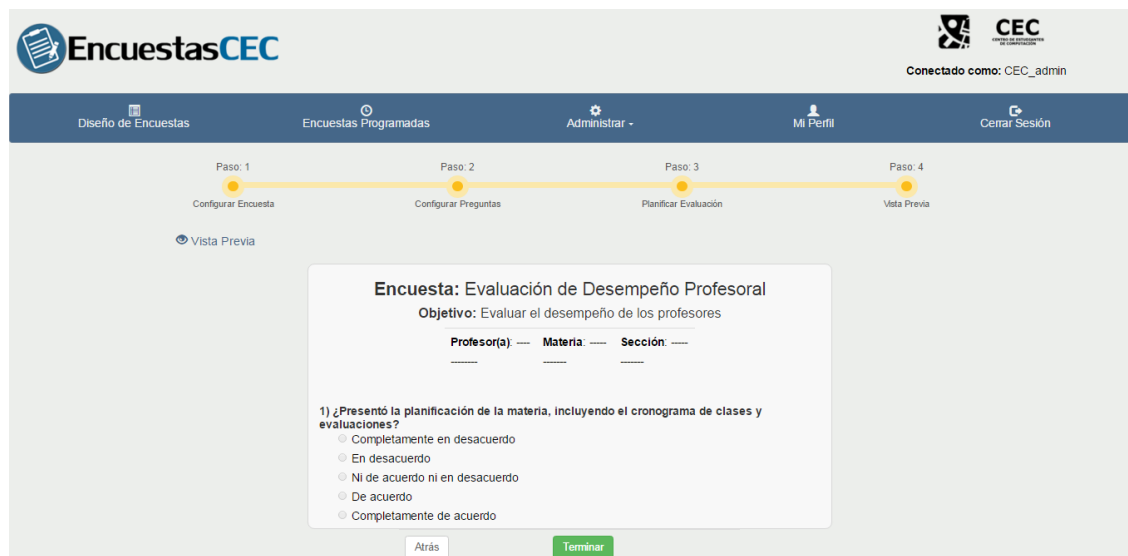 EncuestasCEC
CEC
CENTRO DE ESTUDIANTES
DE COMPUTACIÓN
Conectado como: CEC_admin
Diseño de Encuestas
Encuestas Programadas
Administrar
Mi Perfil
Cerrar Sesión
Paso: 1
Paso: 2
Paso: 3
Paso: 4
Configurar Encuesta
Configurar Preguntas
Planificar Evaluación
Vista Previa
Vista Previa
Encuesta: Evaluación de Desempeño Profesoral
Objetivo: Evaluar el desempeño de los profesores
Profesor(a): ---- Materia: ----- Sección: -----
-------- ------- -------
1) ¿Presentó la planificación de la materia, incluyendo el cronograma de clases y
evaluaciones?
Completamente en desacuerdo
En desacuerdo
Ni de acuerdo ni en desacuerdo
De acuerdo
Completamente de acuerdo
Atrás
Terminar